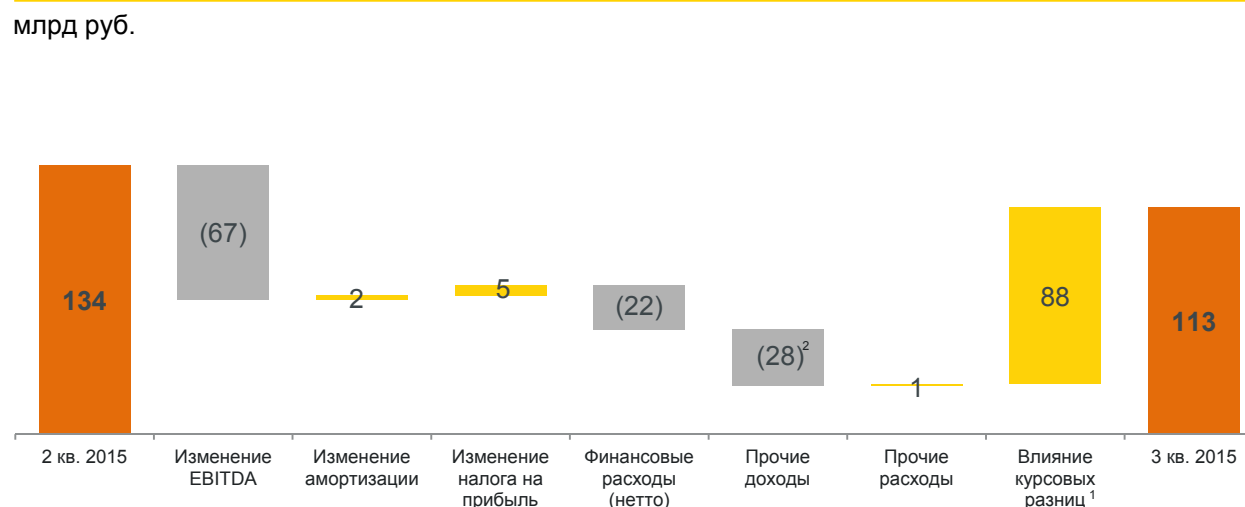 млрд руб.
134
(67)
2
5
(22)
(28)²
1
88
113
2 кв. 2015
Изменение
EBITDA
Изменение
амортизации
Изменение
налога на
прибыль
Финансовые
расходы
(нетто)
Прочие
доходы
Прочие
расходы
Влияние
курсовых
разниц ¹
3 кв. 2015